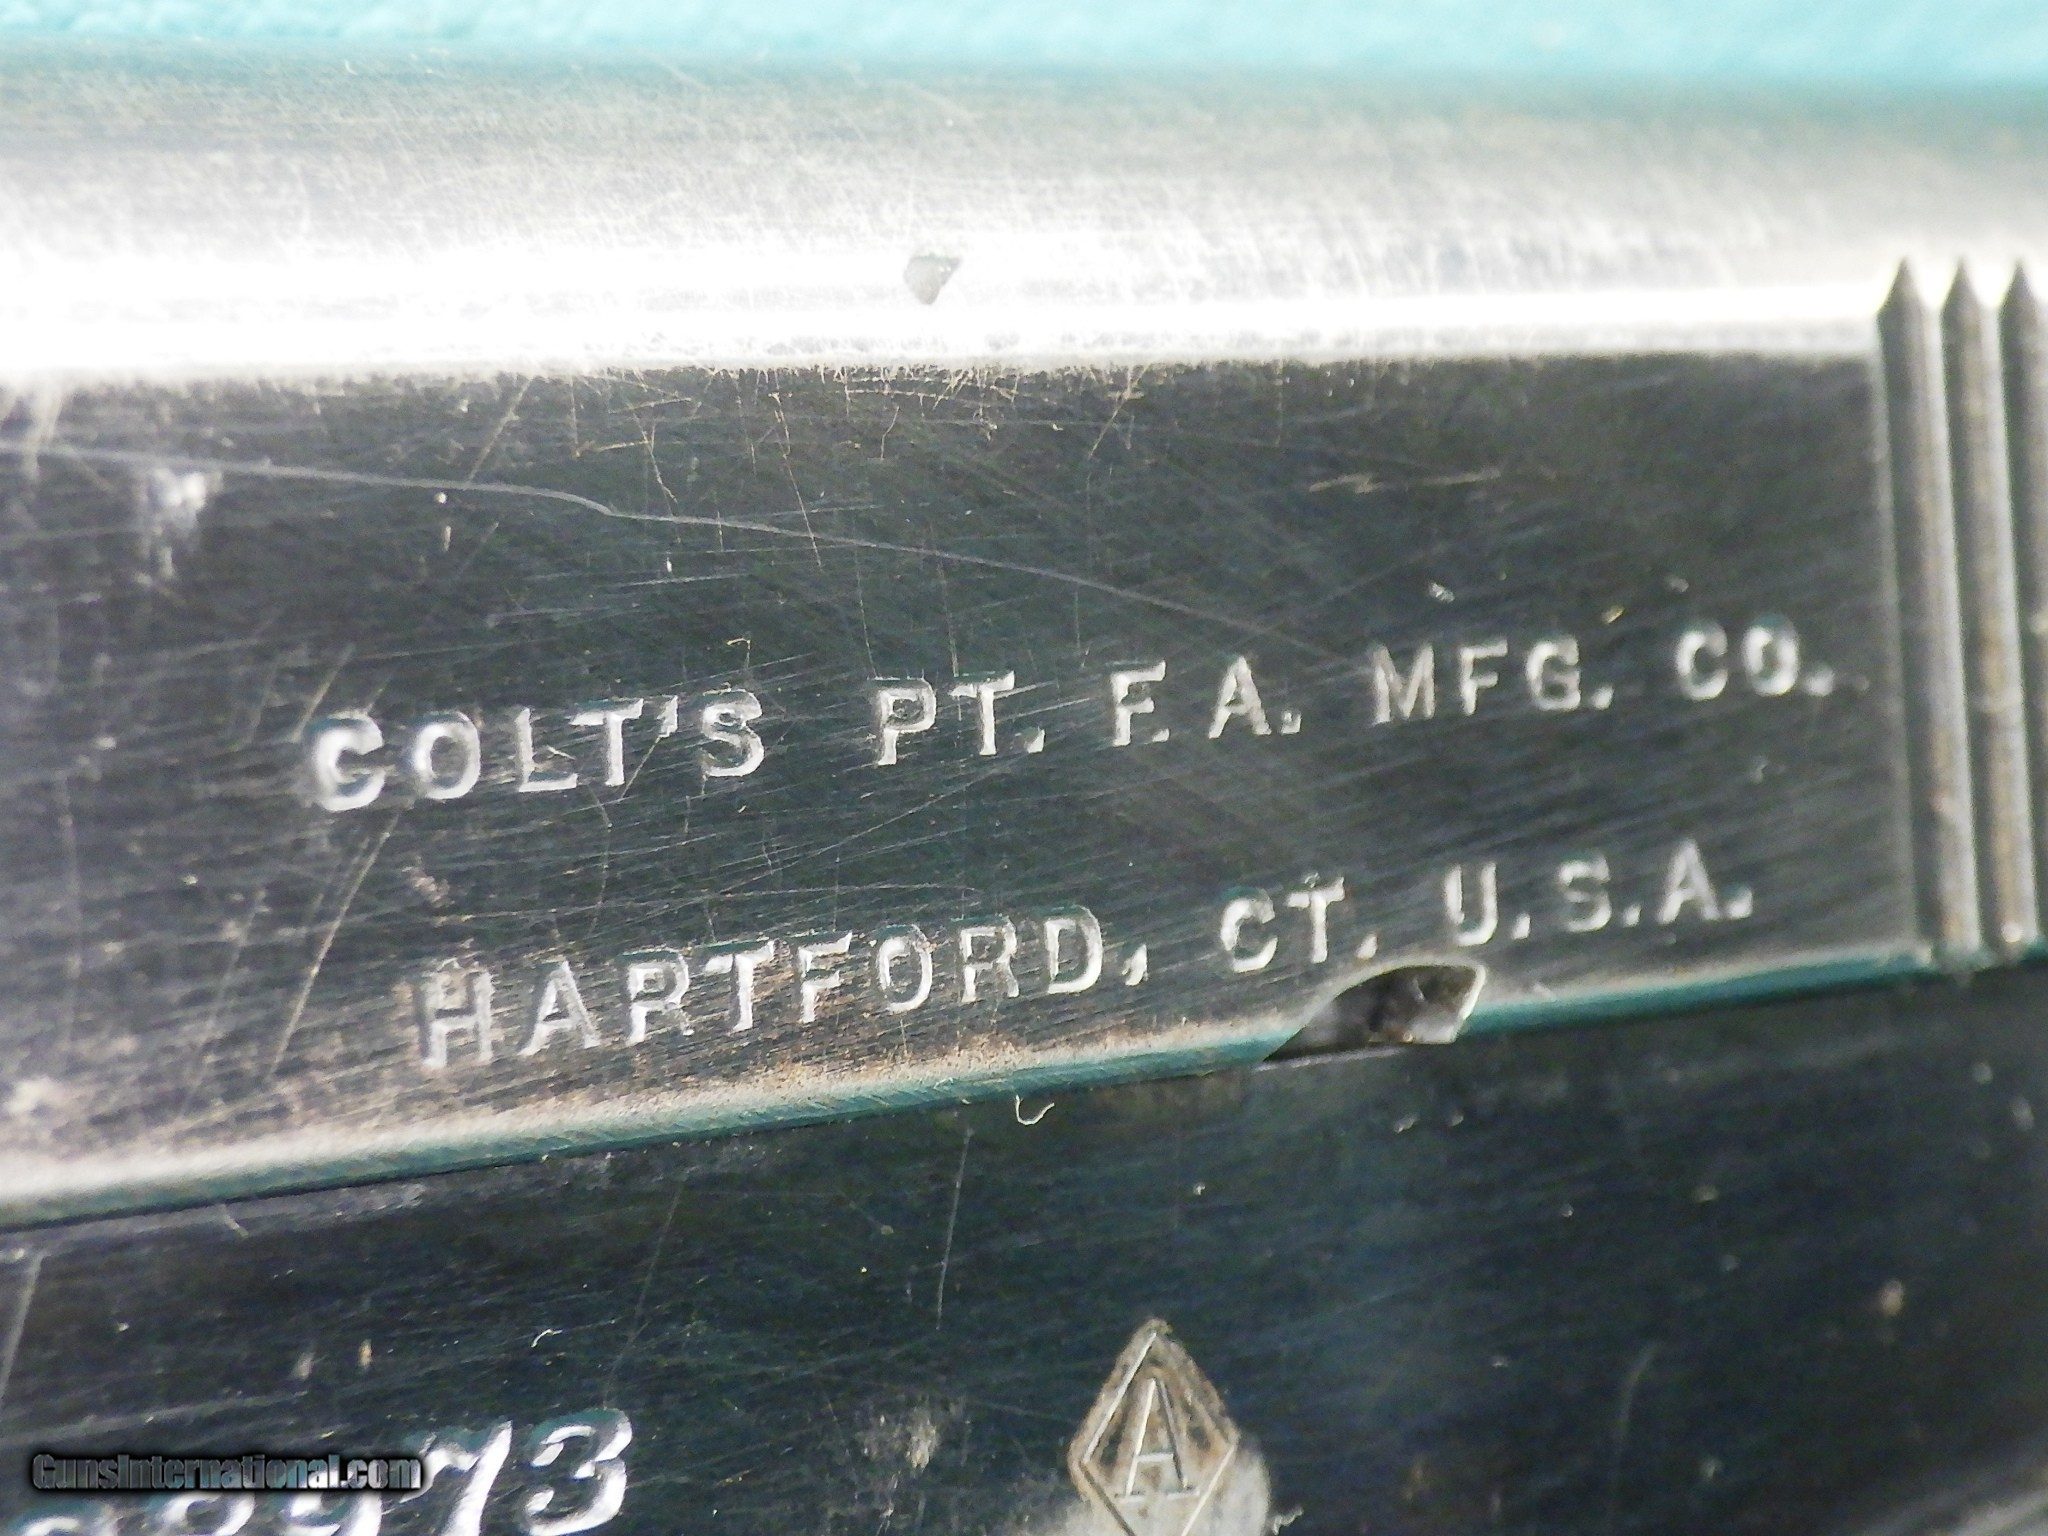 COLT'S PT. F.A. MFG. CO.
HARTFORD, CT. U.S.A.
A
GunsInternational.com